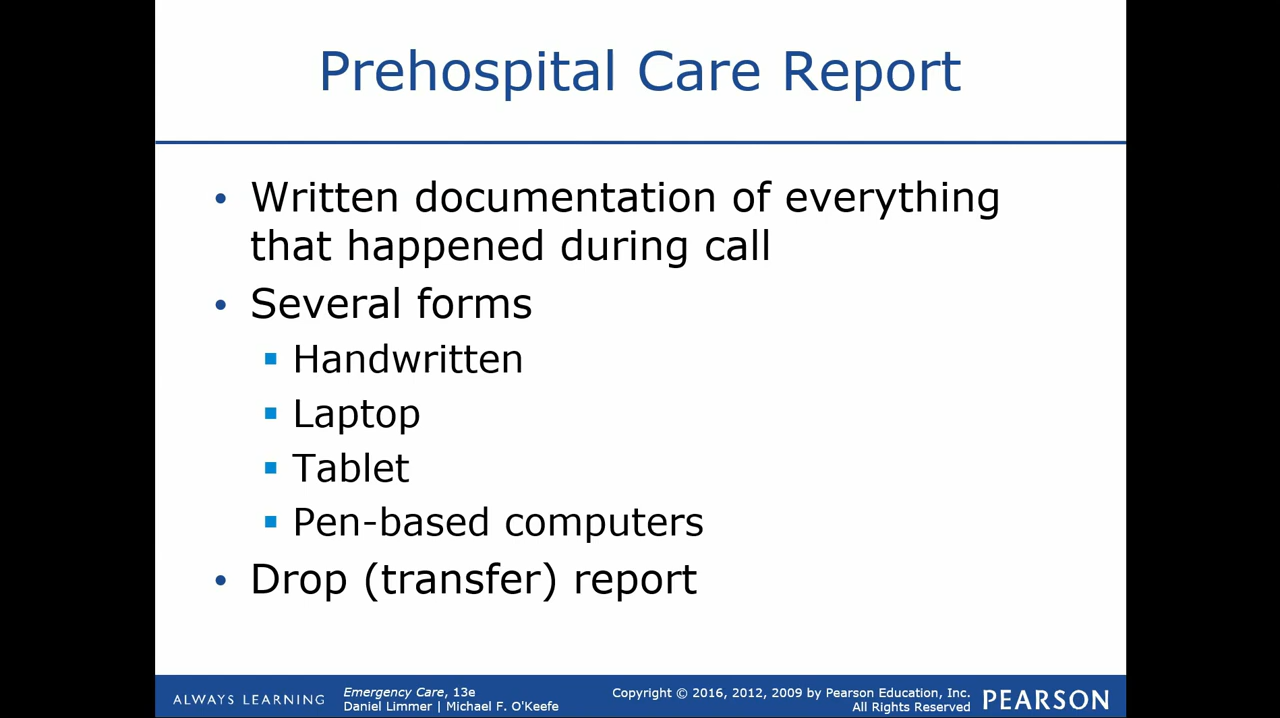 Prehospital Care Report
• Written documentation of everything
that happened during call
• Several forms
▪ Handwritten
▪ Laptop
▪ Tablet
▪ Pen-based computers
• Drop (transfer) report
ALWAYS LEARNING
Emergency Care, 13e
Daniel Limmer | Michael F. O'Keefe
Copyright © 2016, 2012, 2009 by Pearson Education, Inc.
All Rights Reserved
PEARSON